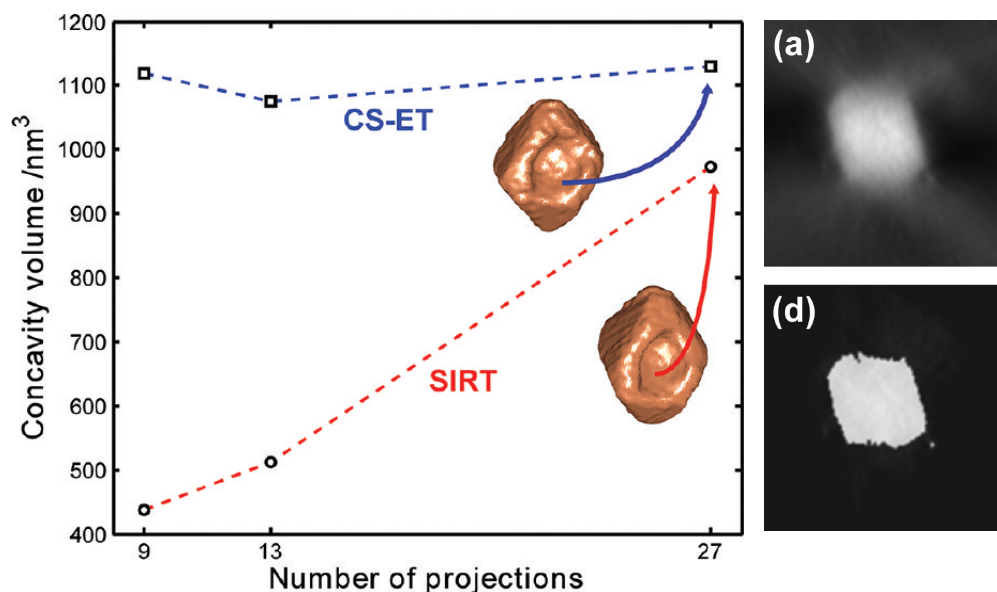 1200
1100
1000
900
800
700
600
500
400
Concavity volume /nm³
CS-ET
SIRT
9
13
27
Number of projections
(a)
(d)